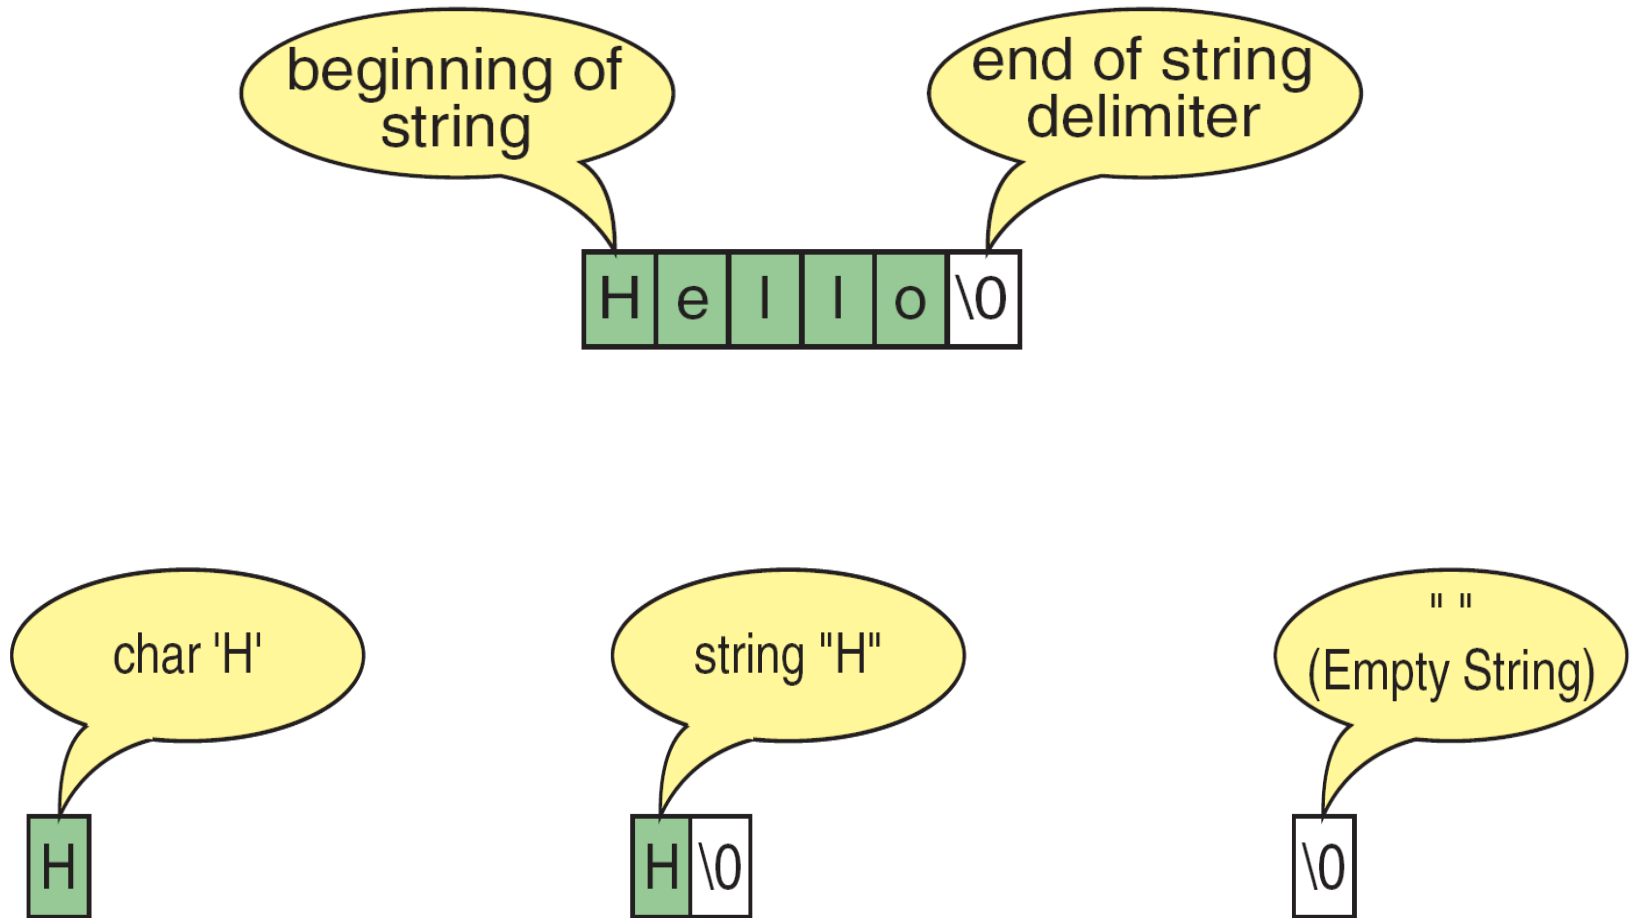 beginning of
string
end of string
delimiter
H e l l o \0
char 'H'
string "H"
" "
(Empty String)
H
H \0
\0